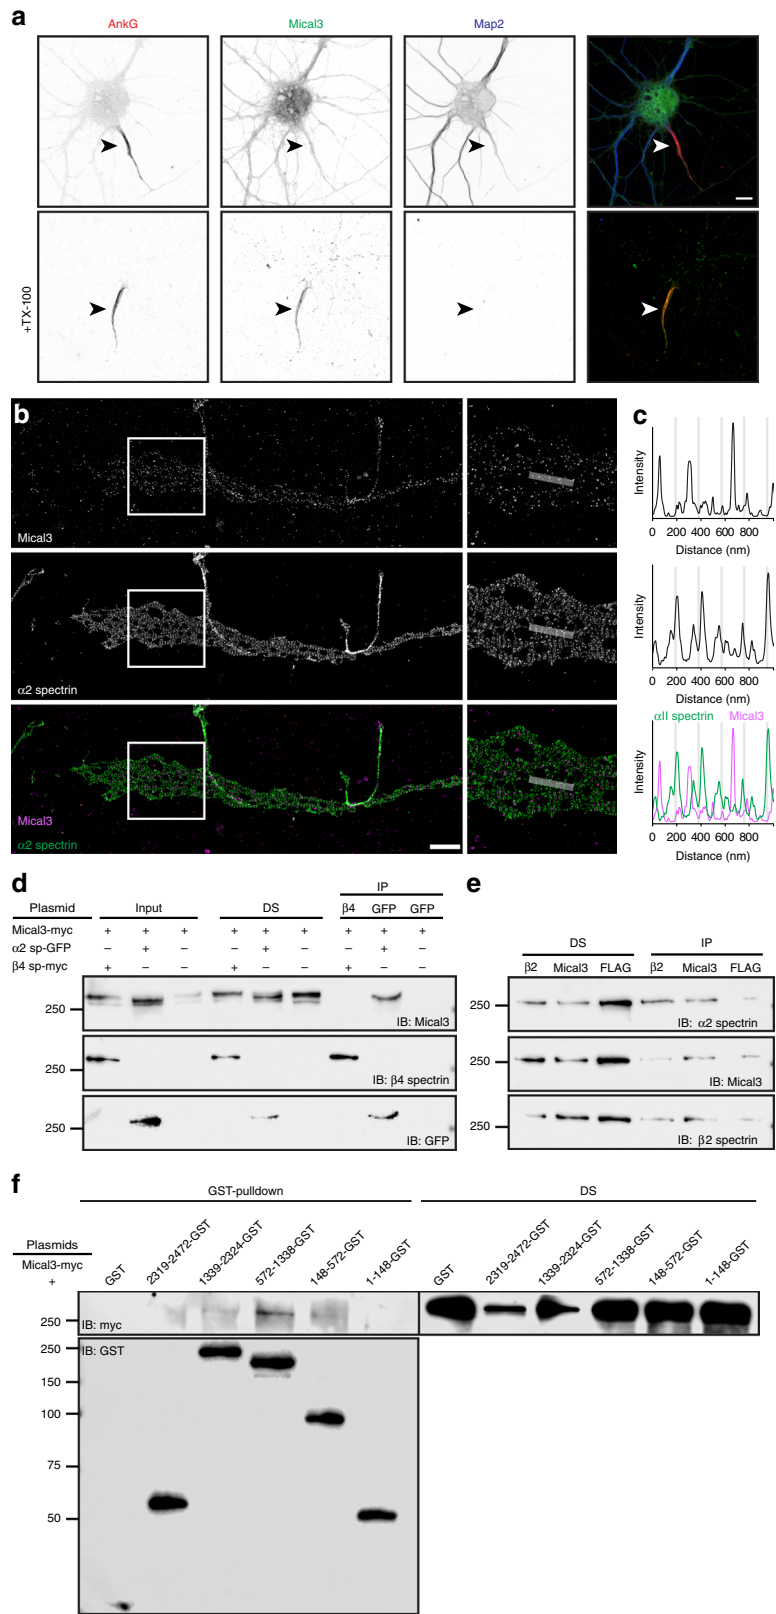 a
AnkG Mical3 Map2
+TX-100
b
Mical3
α2 spectrin
Mical3
α2 spectrin
c
Intensity
0 200 400 600 800
Distance (nm)
Intensity
0 200 400 600 800
Distance (nm)
αII spectrin Mical3
Intensity
0 200 400 600 800
Distance (nm)
d
IP
Plasmid Input DS β4 GFP GFP
Mical3-myc + + + + + + + + +
α2 sp-GFP – + – – + – – + –
β4 sp-myc + – – + – – + – –
250
IB: Mical3
250
IB: β4 spectrin
250
IB: GFP
e
DS IP
β2 Mical3 FLAG β2 Mical3 FLAG
250
IB: α2 spectrin
250
IB: Mical3
250
IB: β2 spectrin
f
GST-pulldown DS
Plasmids
Mical3-myc
+
GST 2319-2472-GST 1339-2324-GST 572-1338-GST 148-572-GST 1-148-GST GST 2319-2472-GST 1339-2324-GST 572-1338-GST 148-572-GST 1-148-GST
250
IB: myc
250
IB: GST
150
100
75
50